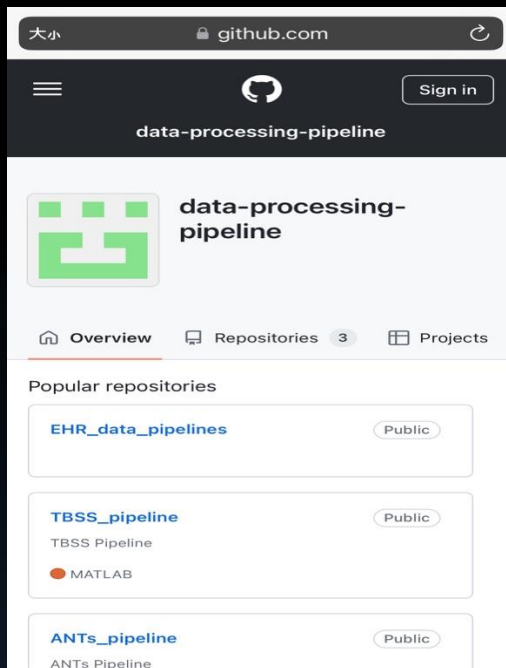 大小
github.com
Sign in
data-processing-pipeline
data-processing-
pipeline
Overview
Repositories 3
Projects
Popular repositories
EHR_data_pipelines Public
TBSS_pipeline Public
TBSS Pipeline
MATLAB
ANTs_pipeline Public
ANTs Pipeline